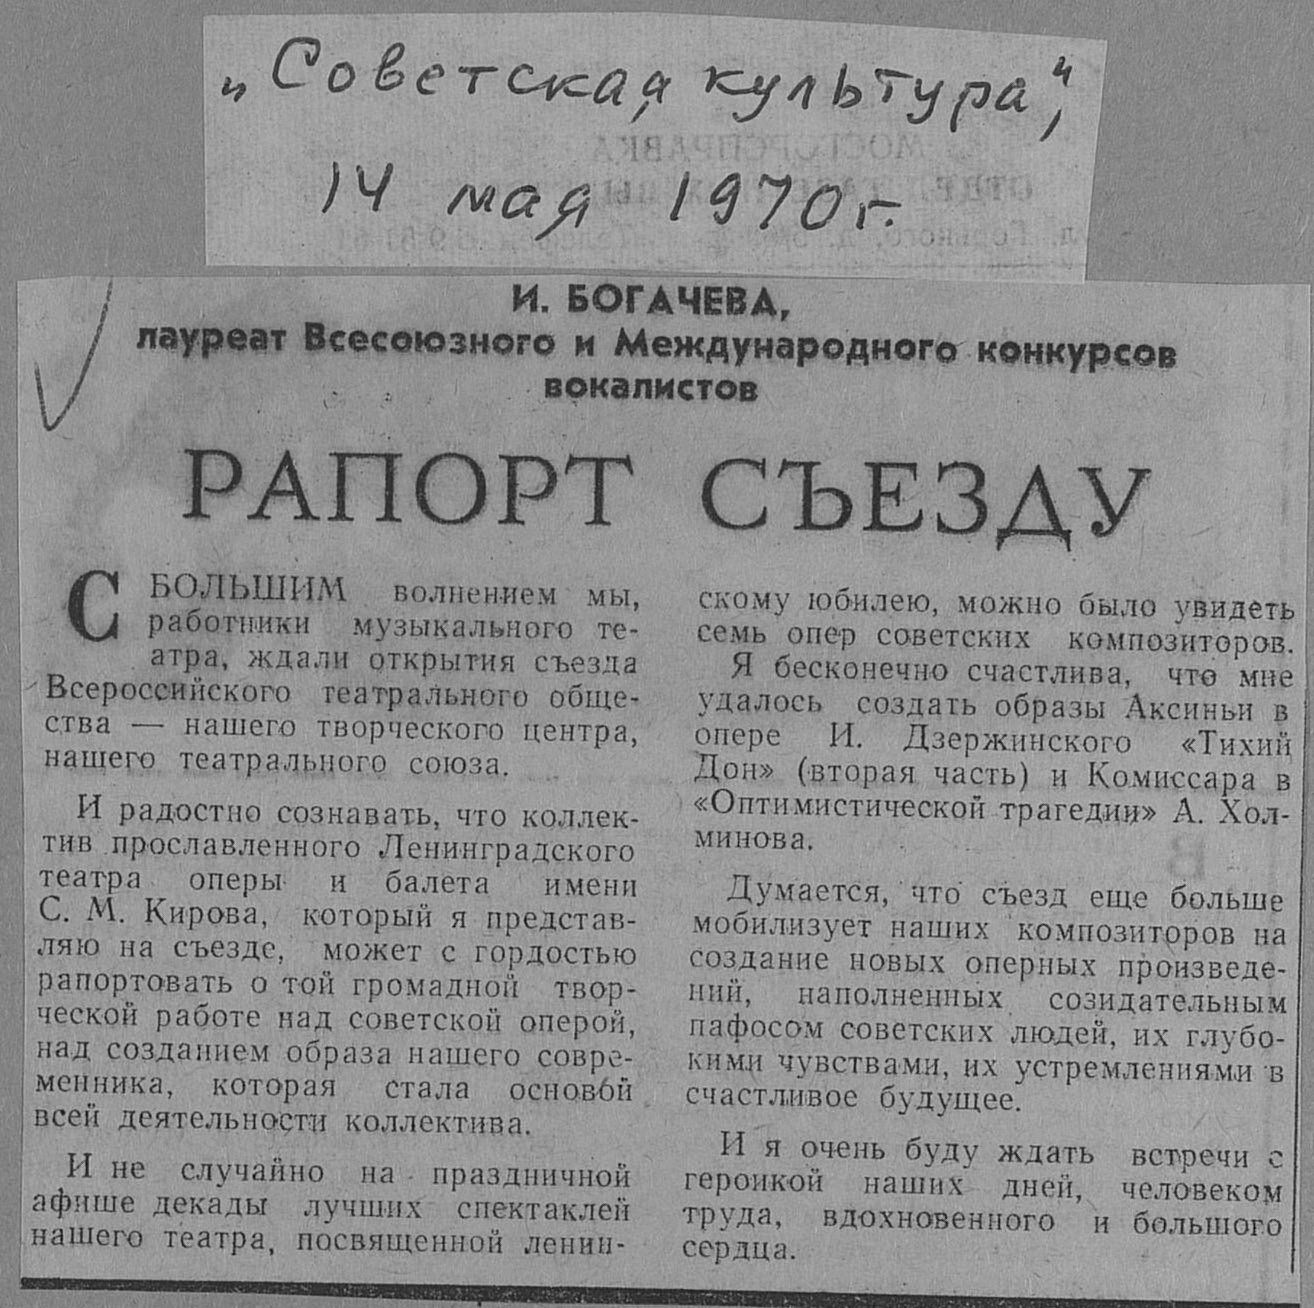 „Советская культура“,
14 мая 1970 г.
И. БОГАЧЕВА,
лауреат Всесоюзного и Международного конкурсов
вокалистов
РАПОРТ СЪЕЗДУ
С БОЛЬШИМ волнением мы,
работники музыкального те-
атра, ждали открытия съезда
Всероссийского театрального обще-
ства — нашего творческого центра,
нашего театрального союза.
И радостно сознавать, что коллек-
тив прославленного Ленинградского
театра оперы и балета имени
С. М. Кирова, который я представ-
ляю на съезде, может с гордостью
рапортовать о той громадной твор-
ческой работе над советской оперой,
над созданием образа нашего совре-
менника, которая стала основой
всей деятельности коллектива.
И не случайно на праздничной
афише декады лучших спектаклей
нашего театра, посвященной ленин-
скому юбилею, можно было увидеть
семь опер советских композиторов.
Я бесконечно счастлива, что мне
удалось создать образы Аксиньи в
опере И. Дзержинского «Тихий
Дон» (вторая часть) и Комиссара в
«Оптимистической трагедии» А. Хол-
минова.
Думается, что съезд еще больше
мобилизует наших композиторов на
создание новых оперных произведе-
ний, наполненных созидательным
пафосом советских людей, их глубо-
кими чувствами, их устремлениями в
счастливое будущее.
И я очень буду ждать встречи с
героикой наших дней, человеком
труда, вдохновенного и большого
сердца.